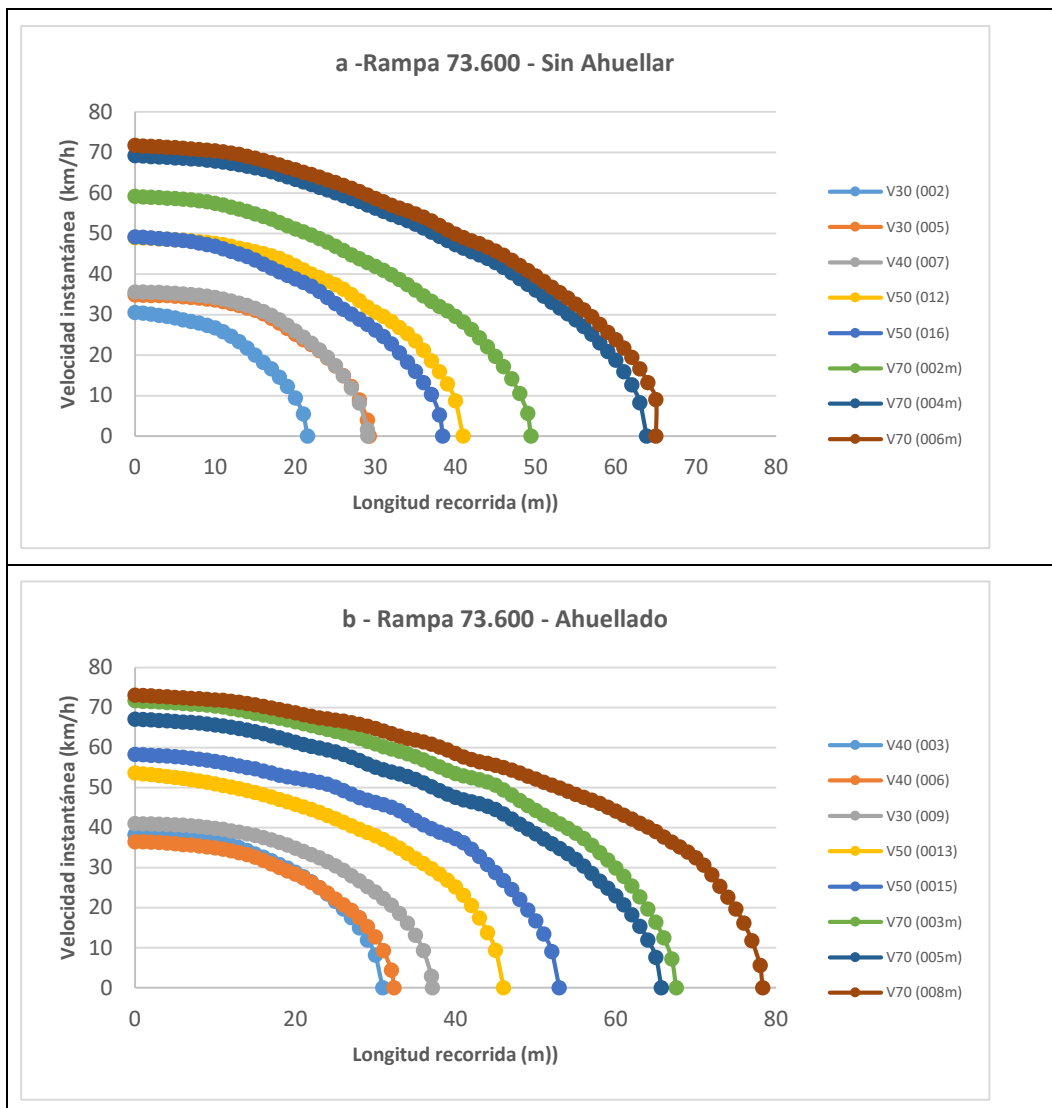 a -Rampa 73.600 - Sin Ahuellar
Velocidad instantánea (km/h)
80
70
60
50
40
30
20
10
0
0 10 20 30 40 50 60 70 80
Longitud recorrida (m))
V30 (002)
V30 (005)
V40 (007)
V50 (012)
V50 (016)
V70 (002m)
V70 (004m)
V70 (006m)
b - Rampa 73.600 - Ahuellado
Velocidad instantánea (km/h)
80
70
60
50
40
30
20
10
0
0 20 40 60 80
Longitud recorrida (m))
V40 (003)
V40 (006)
V30 (009)
V50 (0013)
V50 (0015)
V70 (003m)
V70 (005m)
V70 (008m)